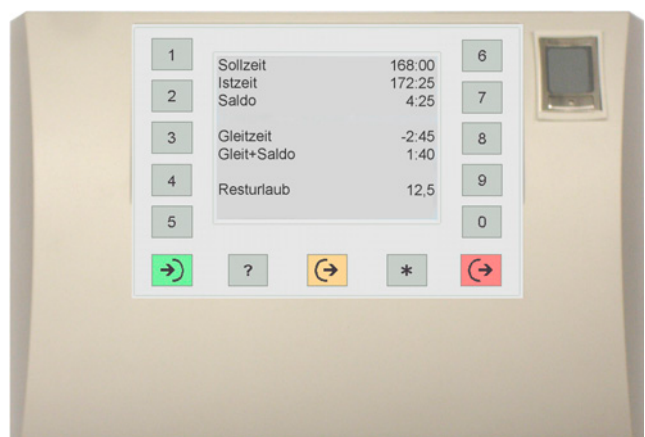 1
2
3
4
5
Sollzeit 168:00
Istzeit 172:25
Saldo 4:25
Gleitzeit -2:45
Gleit+Saldo 1:40
Resturlaub 12,5
6
7
8
9
0
?
*